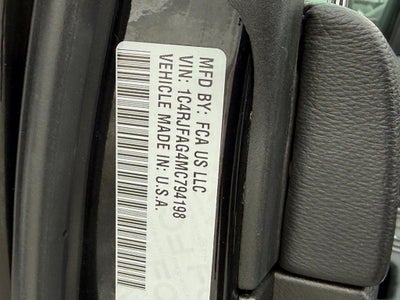 MFD BY: FCA US LLC
VIN: 1C4RJFAG4MC794198
VEHICLE MADE IN: U.S.A.